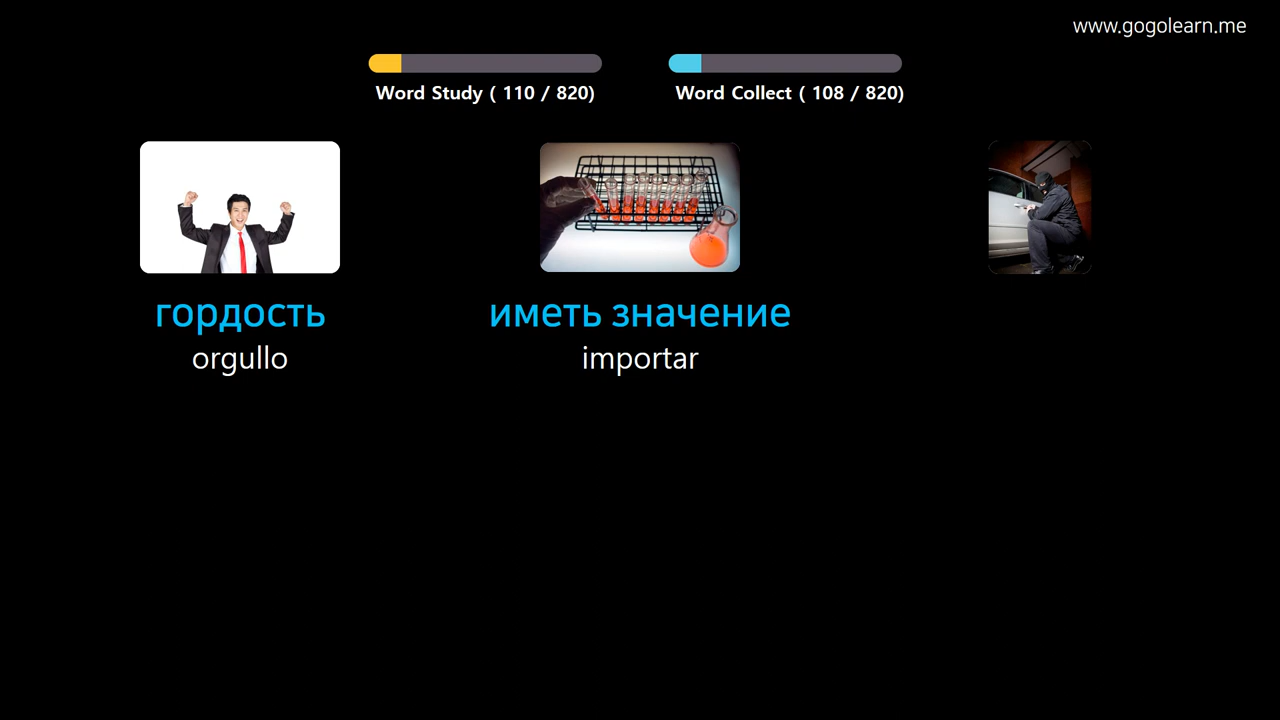 www.gogolearn.me
Word Study ( 110 / 820)
Word Collect ( 108 / 820)
гордость
orgullo
иметь значение
importar